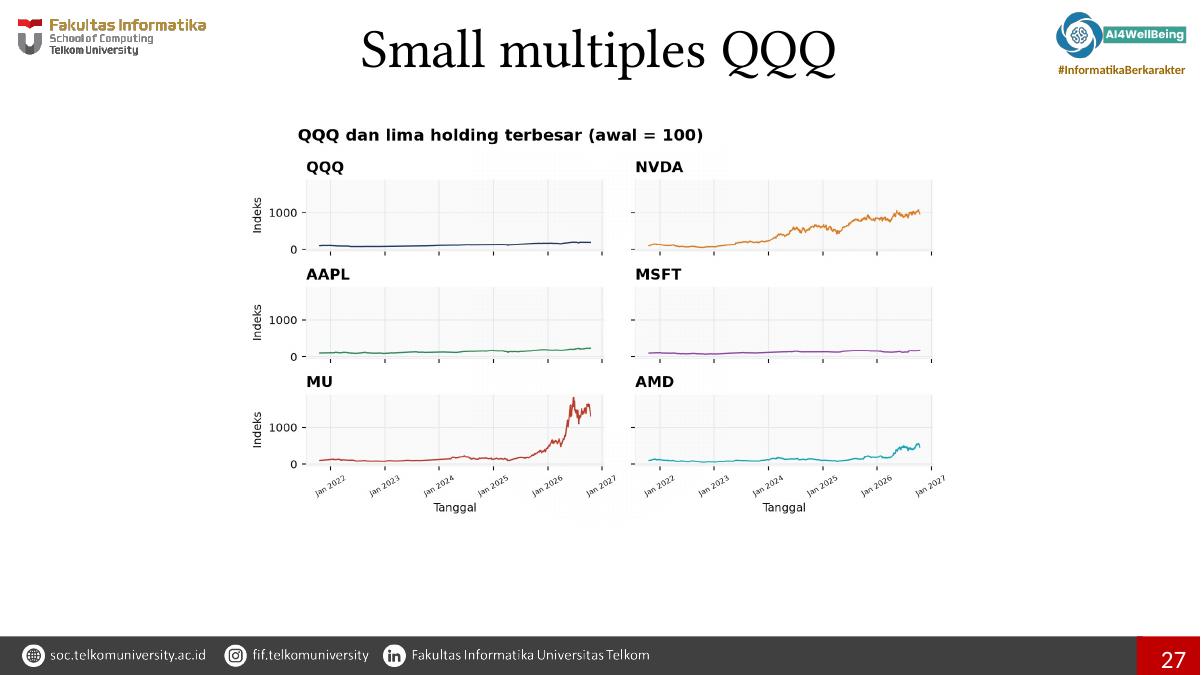 Fakultas Informatika
School of Computing
Telkom University
Small multiples QQQ
AI4WellBeing
#InformatikaBerkarakter
QQQ dan lima holding terbesar (awal = 100)
QQQ
NVDA
Indeks
1000
0
AAPL
MSFT
Indeks
1000
0
MU
AMD
Indeks
1000
0
Jan 2022 Jan 2023 Jan 2024 Jan 2025 Jan 2026 Jan 2027
Jan 2022 Jan 2023 Jan 2024 Jan 2025 Jan 2026 Jan 2027
Tanggal
Tanggal
soc.telkomuniversity.ac.id
fif.telkomuniversity
in Fakultas Informatika Universitas Telkom
27